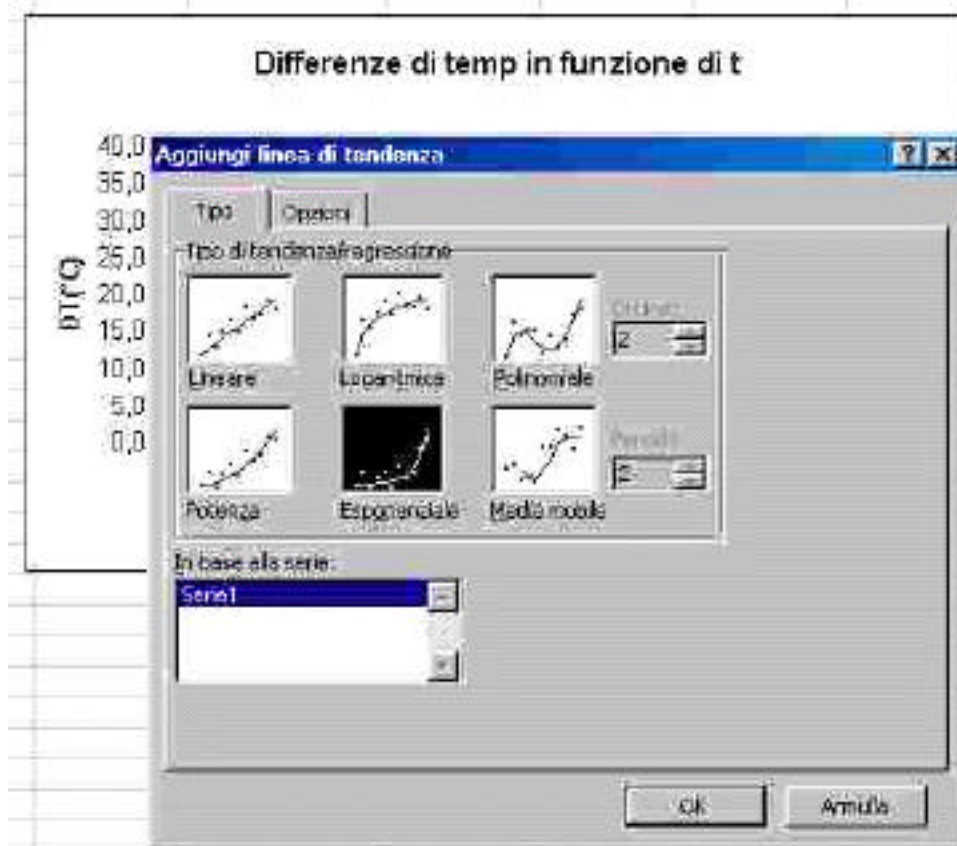 Differenze di temp in funzione di t
DT(°C)
40,0
35,0
30,0
25,0
20,0
15,0
10,0
5,0
0,0
Aggiungi linea di tendenza
Tipo
Opzioni
Tipo di tendenza/regressione
Lineare
Logaritmica
Polinomiale
Ordine:
2
Potenza
Esponenziale
Media mobile
Periodo:
2
In base alla serie:
Serie1
OK
Annulla